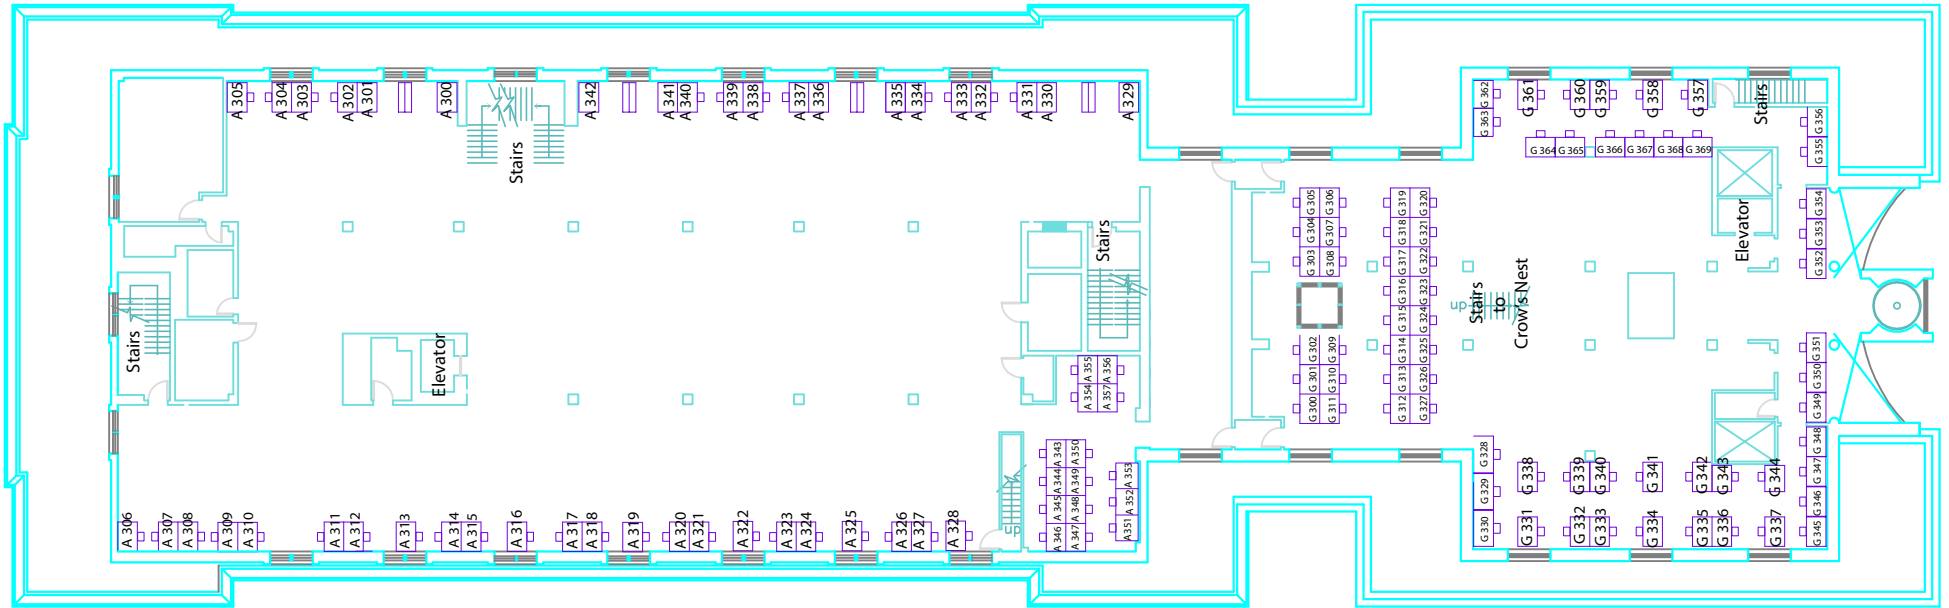 A 305
A 304
A 303
A 302
A 301
A 300
A 342
A 341
A 340
A 339
A 338
A 337
A 336
A 335
A 334
A 333
A 332
A 331
A 330
A 329
G 362
G 363
G 361
G 360
G 359
G 358
G 357
Stairs
G 356
G 355
G 364
G 365
G 366
G 367
G 368
G 369
Stairs
G 305
G 306
G 304
G 307
G 303
G 308
G 319
G 320
G 318
G 321
G 317
G 322
G 316
G 323
G 315
G 324
G 314
G 325
G 313
G 326
G 312
G 327
G 354
G 353
G 352
Elevator
Stairs
Stairs
to
Crow's Nest
up
Stairs
Elevator
A 355
A 356
A 354
A 357
G 302
G 309
G 301
G 310
G 300
G 311
G 351
G 350
G 349
G 348
G 347
G 346
G 345
A 343
A 350
A 344
A 349
A 345
A 348
A 346
A 347
A 353
A 352
A 351
up
G 328
G 329
G 330
G 338
G 339
G 340
G 341
G 342
G 343
G 344
A 306
A 307
A 308
A 309
A 310
A 311
A 312
A 313
A 314
A 315
A 316
A 317
A 318
A 319
A 320
A 321
A 322
A 323
A 324
A 325
A 326
A 327
A 328
G 331
G 332
G 333
G 334
G 335
G 336
G 337